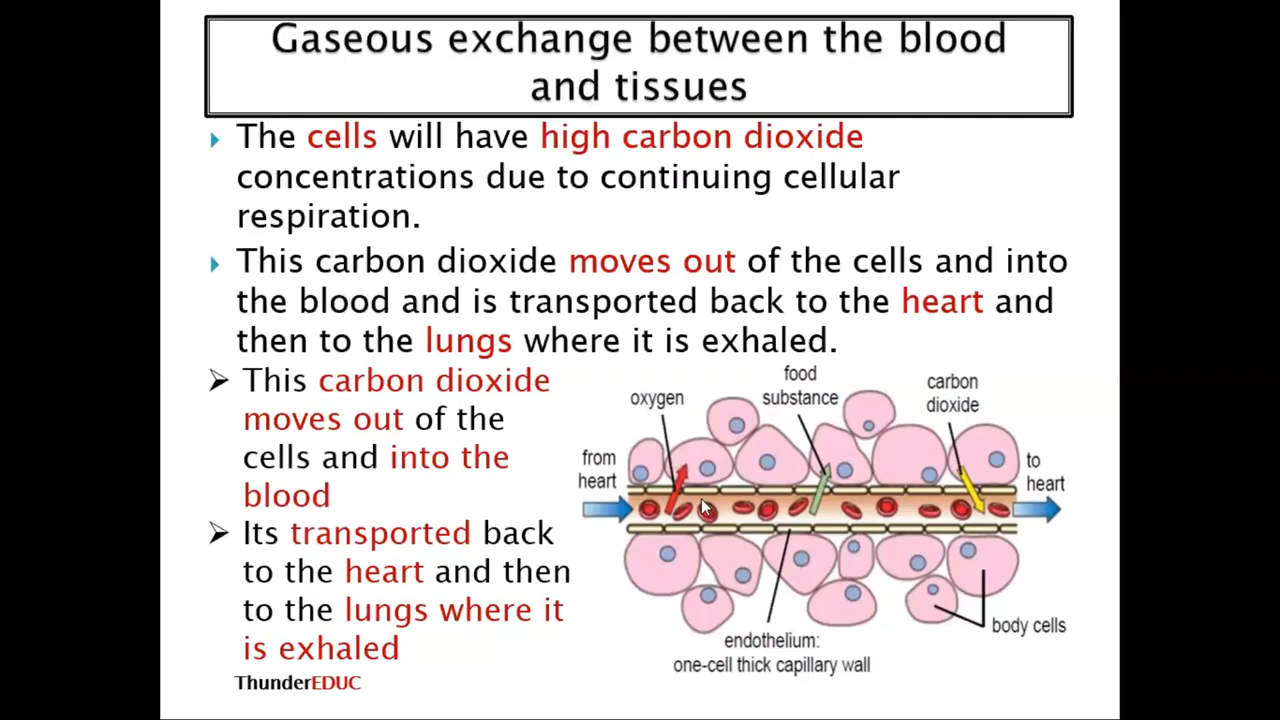 Gaseous exchange between the blood
and tissues
The cells will have high carbon dioxide
concentrations due to continuing cellular
respiration.
This carbon dioxide moves out of the cells and into
the blood and is transported back to the heart and
then to the lungs where it is exhaled.
This carbon dioxide
moves out of the
cells and into the
blood
Its transported back
to the heart and then
to the lungs where it
is exhaled
ThunderEDUC
oxygen
food
substance
carbon
dioxide
from
heart
to
heart
body cells
endothelium:
one-cell thick capillary wall